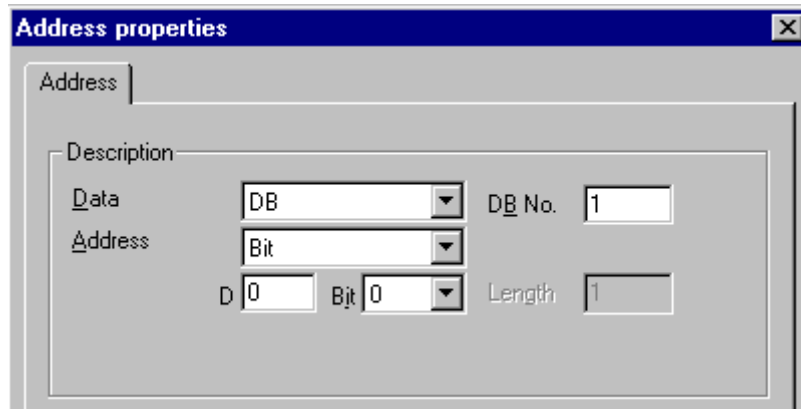 Address properties
Address
Description
Data DB DB No. 1
Address Bit
D 0 Bit 0 Length 1